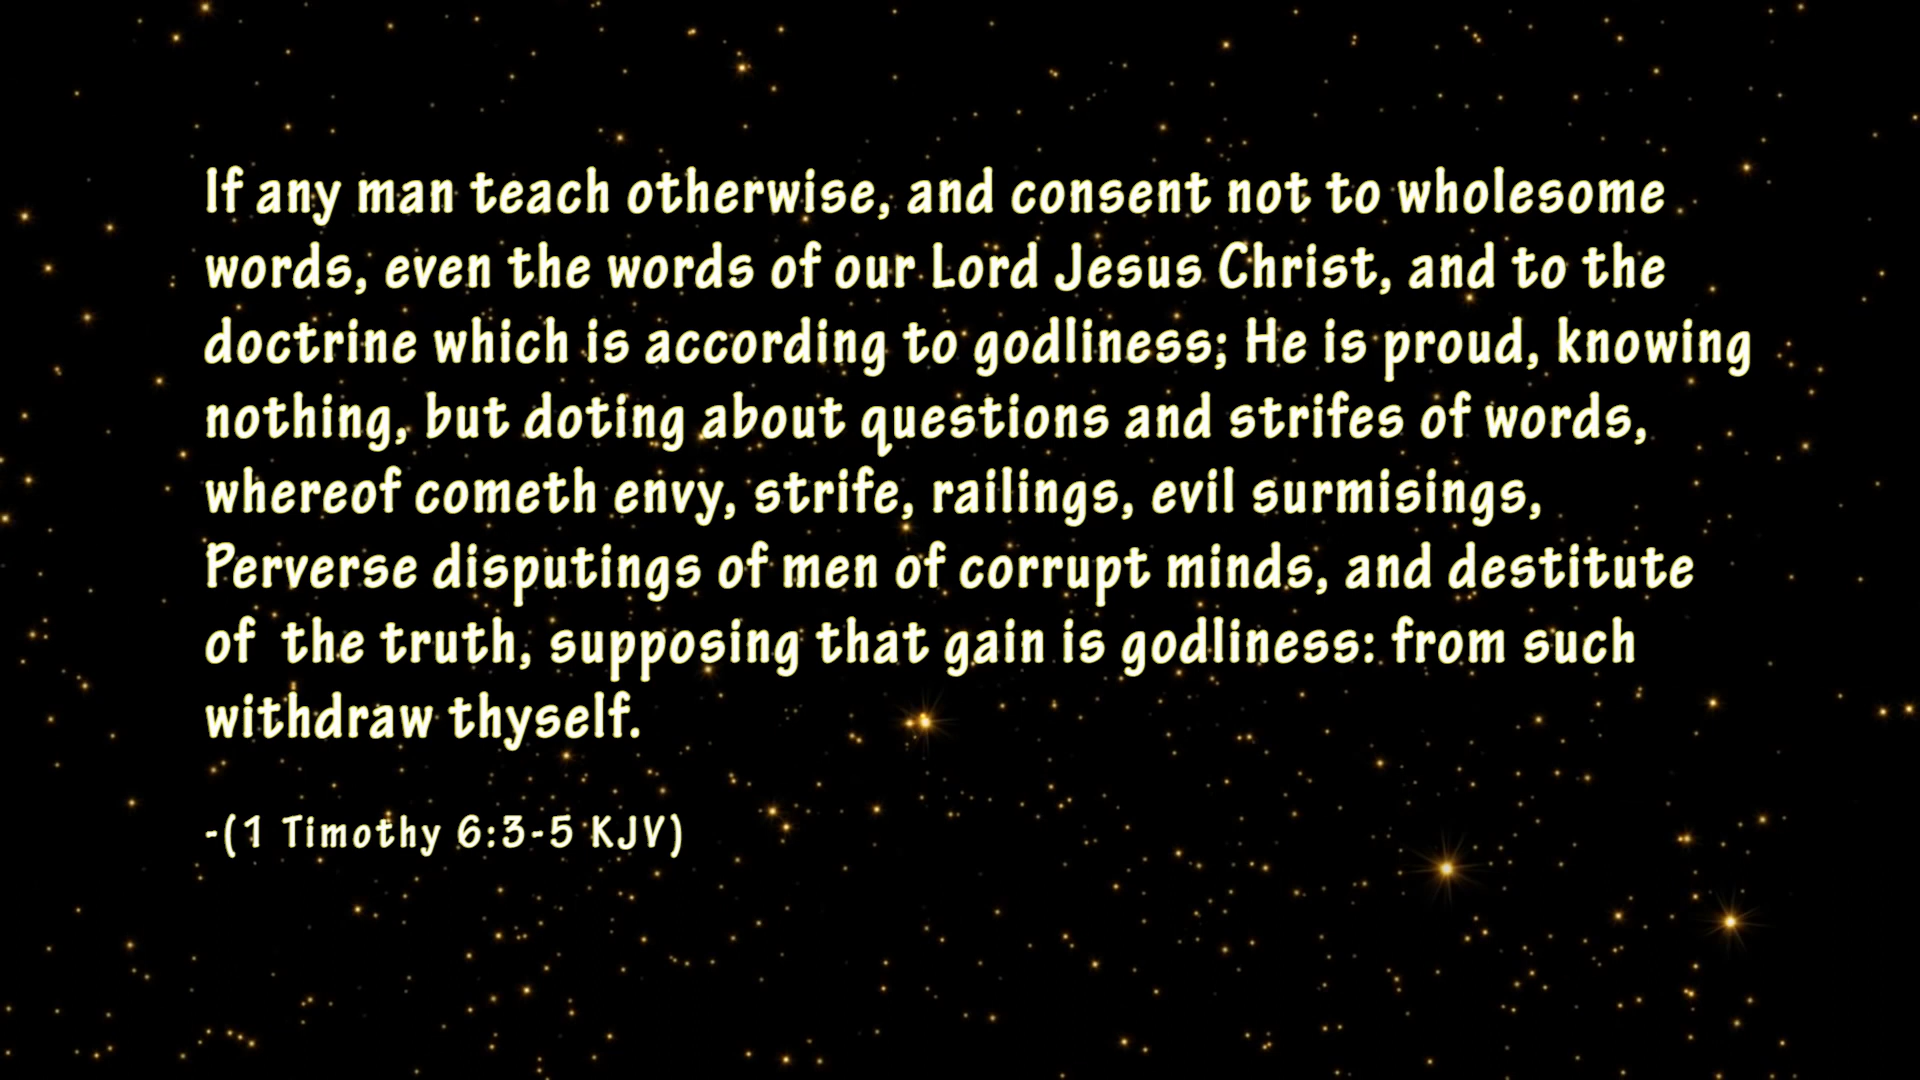 If any man teach otherwise, and consent not to wholesome
words, even the words of our Lord Jesus Christ, and to the
doctrine which is according to godliness; He is proud, knowing
nothing, but doting about questions and strifes of words,
whereof cometh envy, strife, railings, evil surmisings,
Perverse disputings of men of corrupt minds, and destitute
of  the truth, supposing that gain is godliness: from such
withdraw thyself.
-(1 Timothy 6:3-5 KJV)